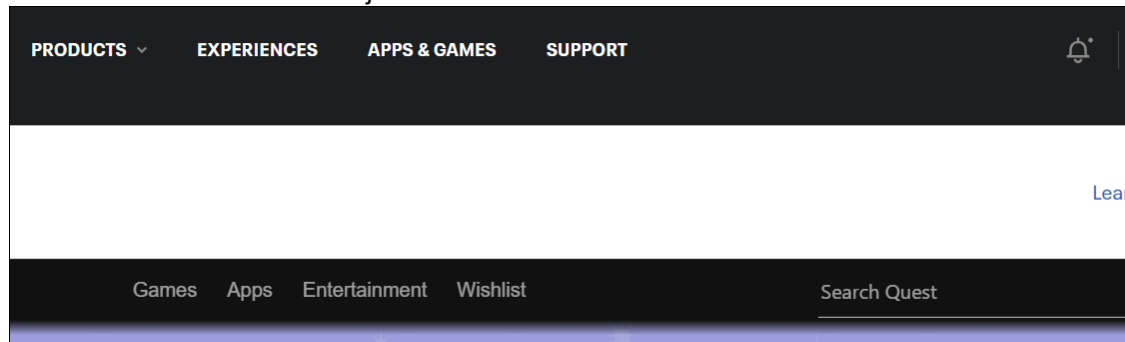 PRODUCTS EXPERIENCES APPS & GAMES SUPPORT
Games Apps Entertainment Wishlist Search Quest